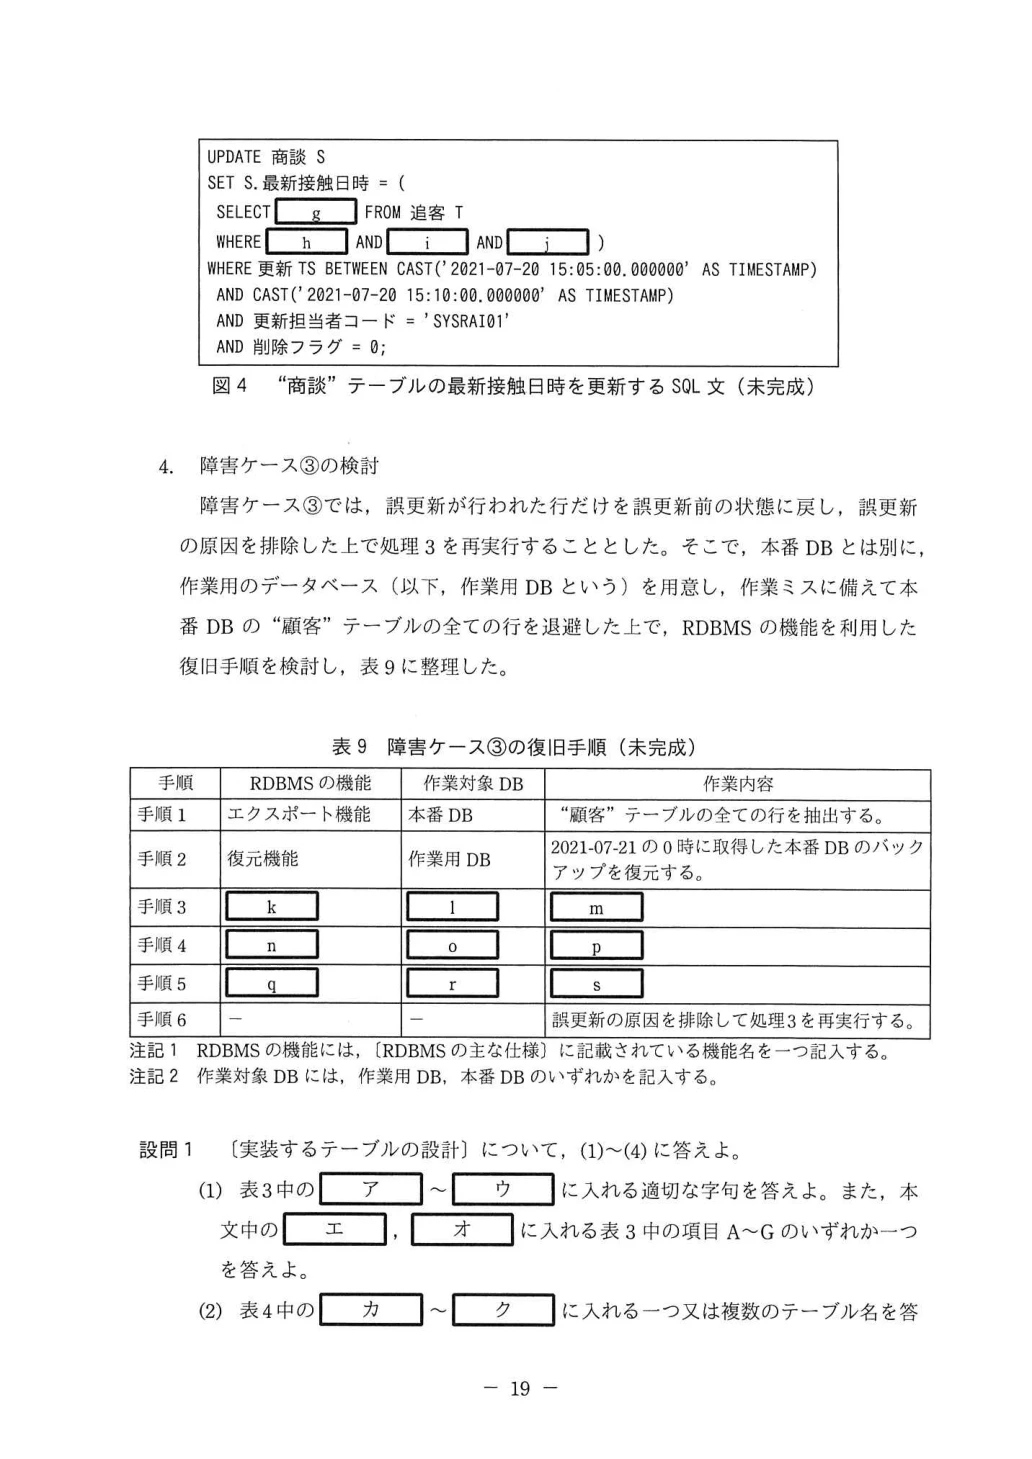 UPDATE 商談 S
SET S.最新接触日時 = (
SELECT g FROM 追客 T
WHERE h AND i AND j )
WHERE 更新 TS BETWEEN CAST('2021-07-20 15:05:00.000000' AS TIMESTAMP)
AND CAST('2021-07-20 15:10:00.000000' AS TIMESTAMP)
AND 更新担当者コード = 'SYSRAI01'
AND 削除フラグ = 0;
図4 “商談”テーブルの最新接触日時を更新する SQL 文（未完成）
4. 障害ケース③の検討
障害ケース③では，誤更新が行われた行だけを誤更新前の状態に戻し，誤更新
の原因を排除した上で処理3を再実行することとした。そこで，本番 DB とは別に，
作業用のデータベース（以下，作業用 DB という）を用意し，作業ミスに備えて本
番 DB の“顧客”テーブルの全ての行を退避した上で，RDBMS の機能を利用した
復旧手順を検討し，表9に整理した。
表9 障害ケース③の復旧手順（未完成）
手順 RDBMS の機能 作業対象 DB 作業内容
手順1 エクスポート機能 本番 DB “顧客”テーブルの全ての行を抽出する。
手順2 復元機能 作業用 DB 2021-07-21 の 0 時に取得した本番 DB のバック
アップを復元する。
手順3 k l m
手順4 n o p
手順5 q r s
手順6 － － 誤更新の原因を排除して処理3を再実行する。
注記1 RDBMS の機能には，〔RDBMS の主な仕様〕に記載されている機能名を一つ記入する。
注記2 作業対象 DB には，作業用 DB，本番 DB のいずれかを記入する。
設問1 〔実装するテーブルの設計〕について，(1)～(4)に答えよ。
(1) 表3中の ア ～ ウ に入れる適切な字句を答えよ。また，本
文中の エ ， オ に入れる表3中の項目 A～G のいずれか一つ
を答えよ。
(2) 表4中の カ ～ ク に入れる一つ又は複数のテーブル名を答
－ 19 －